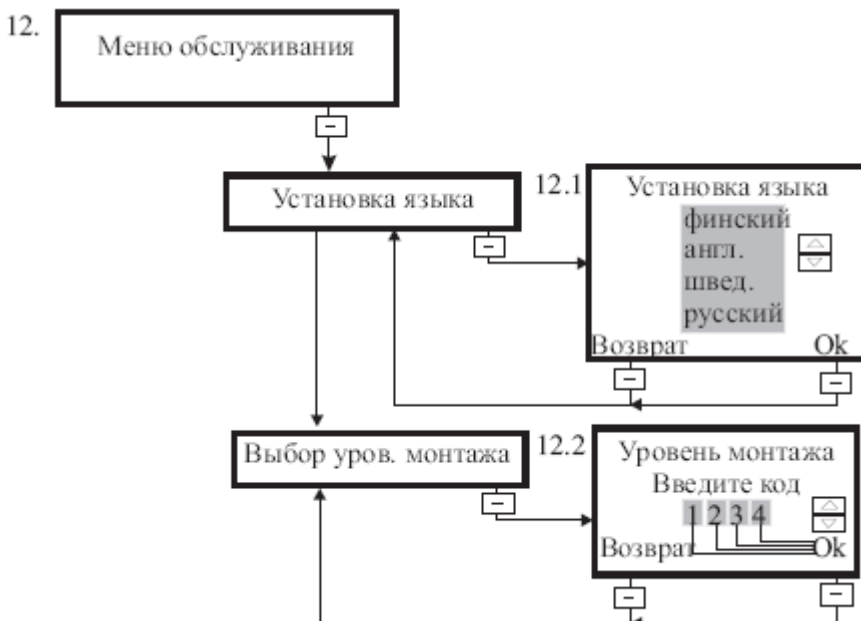 12.
Меню обслуживания
Установка языка
12.1
Установка языка
финский
англ.
швед.
русский
Возврат Ok
Выбор уров. монтажа
12.2
Уровень монтажа
Введите код
1 2 3 4
Возврат Ok